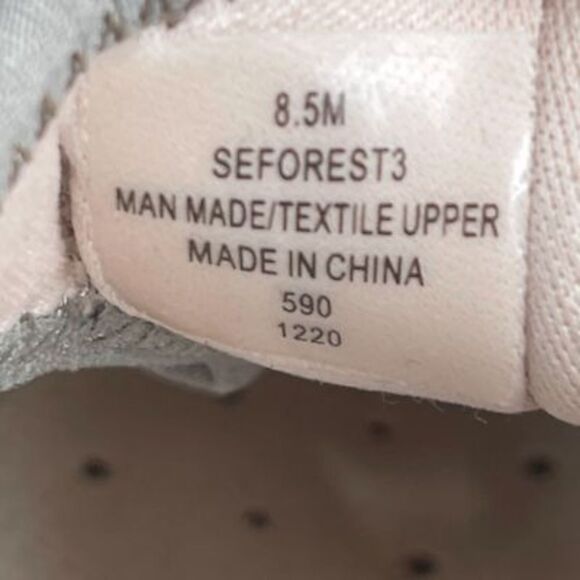 8.5M
SEFOREST3
MAN MADE/TEXTILE UPPER
MADE IN CHINA
590
1220